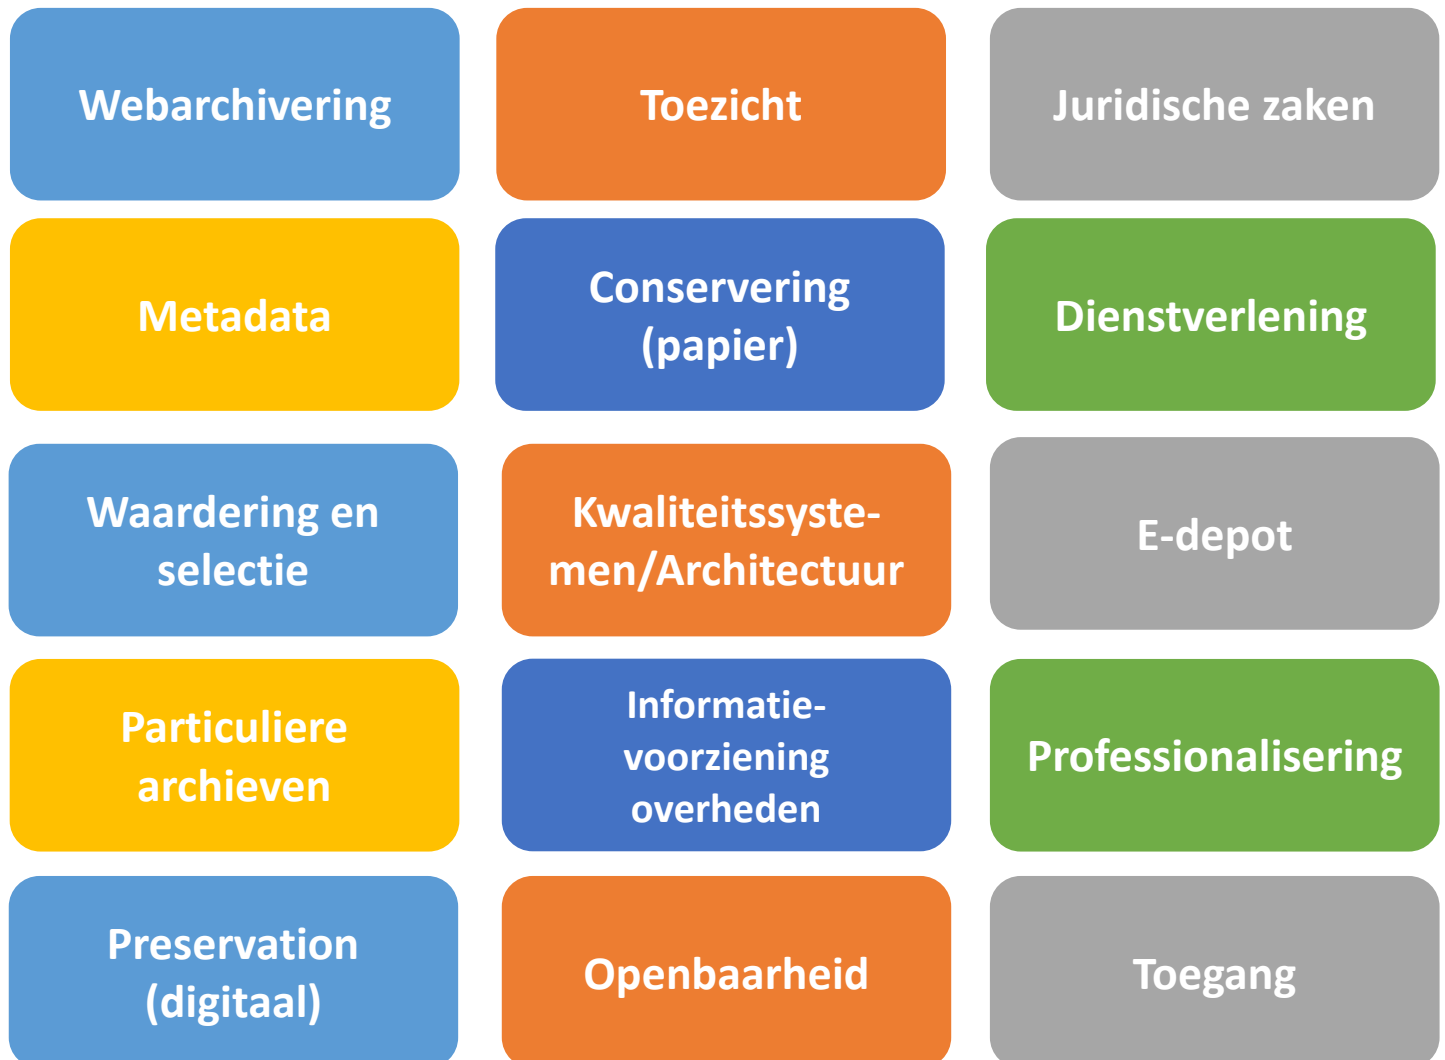 Webarchivering
Toezicht
Juridische zaken
Metadata
Conservering
(papier)
Dienstverlening
Waardering en
selectie
Kwaliteitssyste-
men/Architectuur
E-depot
Particuliere
archieven
Informatie-
voorziening
overheden
Professionalisering
Preservation
(digitaal)
Openbaarheid
Toegang